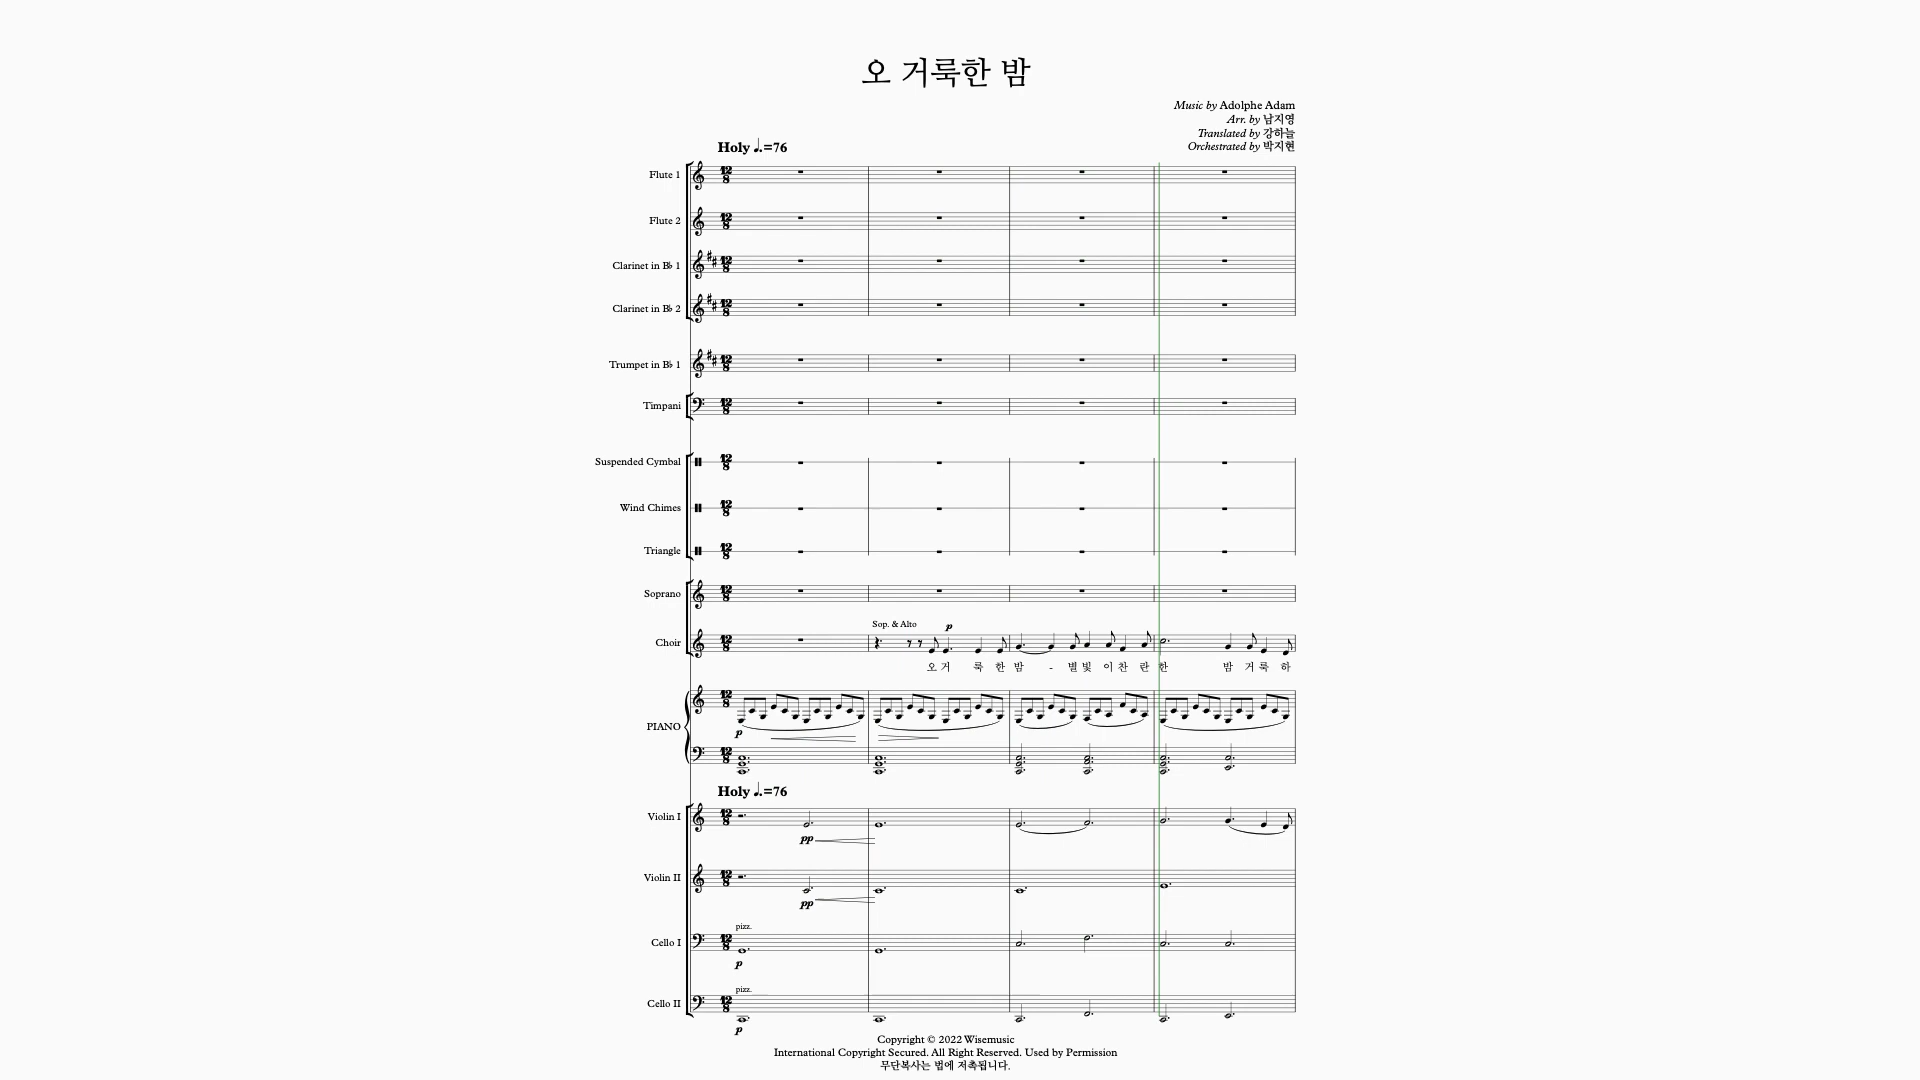 오 거룩한 밤
Music by Adolphe Adam
Arr. by 남지영
Translated by 강하늘
Orchestrated by 박지현
Holy ♩.=76
Flute 1
Flute 2
Clarinet in B♭ 1
Clarinet in B♭ 2
Trumpet in B♭ 1
Timpani
Suspended Cymbal
Wind Chimes
Triangle
Soprano
Sop. & Alto
p
Choir
오 거 룩 한 밤 - 별 빛 이 찬 란 한 밤 거 룩 하
PIANO
p
Holy ♩.=76
Violin I
pp
Violin II
pp
pizz.
Cello I
p
pizz.
Cello II
p
Copyright © 2022 Wisemusic
International Copyright Secured. All Right Reserved. Used by Permission
무단복사는 법에 저촉됩니다.